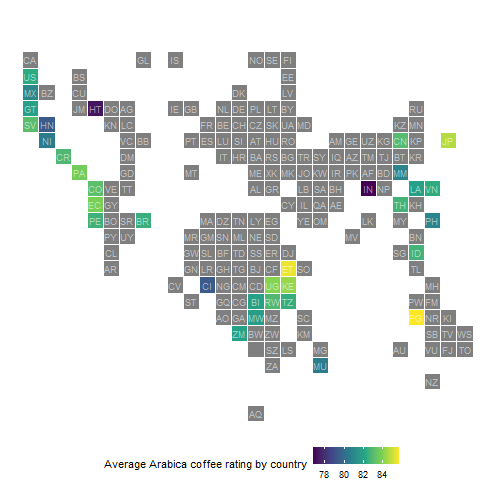 CA GL IS NO SE FI
US BS EE
MX BZ CU DK LV
GT JM HT DO AG IE GB NL DE PL LT BY RU
SV HN KN LC FR BE CH CZ SK UA MD KZ MN
NI VC BB PT ES LU SI AT HU RO AM GE UZ KG CN KP JP
CR DM IT HR BA RS BG TR SY IQ AZ TM TJ BT KR
PA GD MT ME XK MK JO KW IR PK AF BD MM
CO VE TT AL GR LB SA BH IN NP LA VN
EC GY CY IL QA AE TH KH
PE BO SR BR MA DZ TN LY EG YE OM LK MY PH
PY UY MR GM SN ML NE SD MV BN
CL GW SL BF TD SS ER DJ SG ID
AR GN LR GH TG BJ CF ET SO TL
CV CI NG CM CD UG KE MH
ST GQ CG BI RW TZ PW FM
AO GA MW MZ SC PG NR KI
ZM BW ZW KM SB TV WS
SZ LS MG AU VU FJ TO
ZA MU
NZ
AQ
Average Arabica coffee rating by country
78 80 82 84